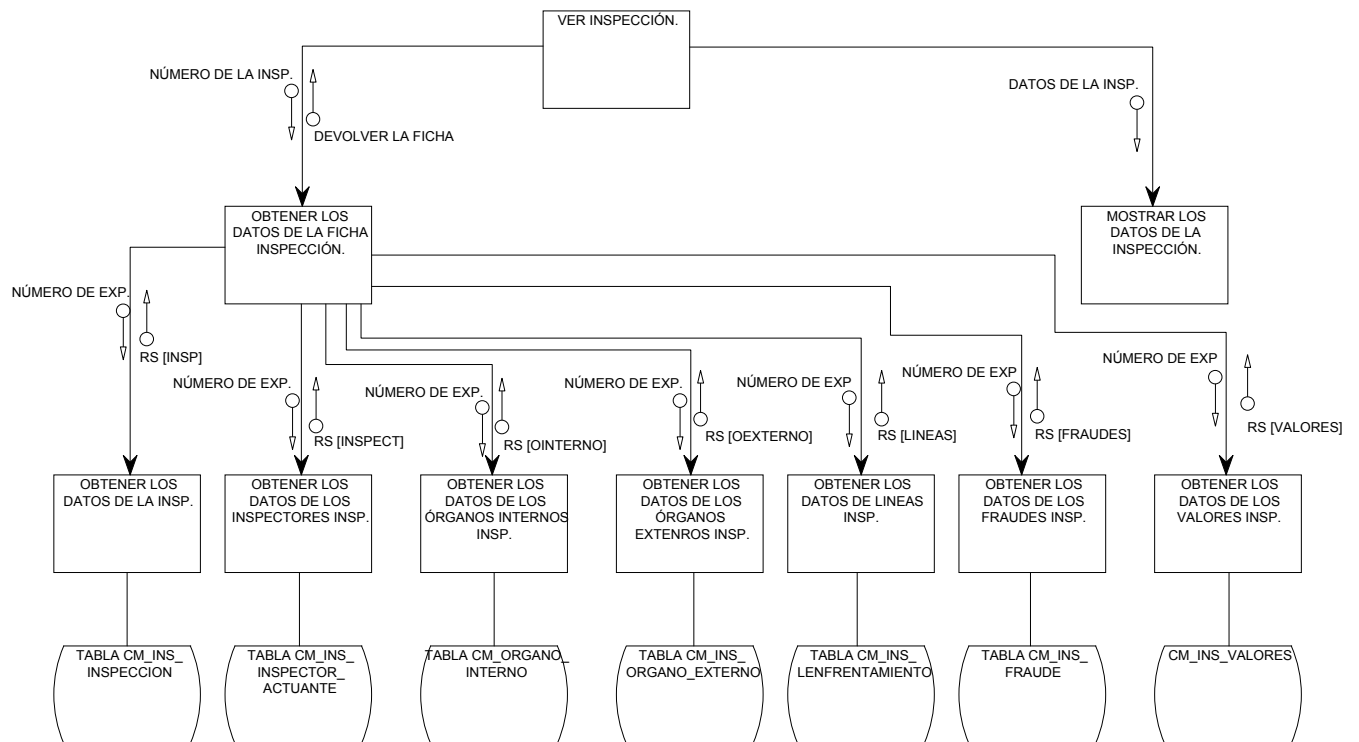 VER INSPECCIÓN.
NÚMERO DE LA INSP.
DEVOLVER LA FICHA
DATOS DE LA INSP.
OBTENER LOS
DATOS DE LA FICHA
INSPECCIÓN.
MOSTRAR LOS
DATOS DE LA
INSPECCIÓN.
NÚMERO DE EXP.
RS [INSP]
NÚMERO DE EXP.
RS [INSPECT]
NÚMERO DE EXP.
RS [OINTERNO]
NÚMERO DE EXP.
RS [OEXTERNO]
NÚMERO DE EXP
RS [LINEAS]
NÚMERO DE EXP
RS [FRAUDES]
NÚMERO DE EXP
RS [VALORES]
OBTENER LOS
DATOS DE LA INSP.
OBTENER LOS
DATOS DE LOS
INSPECTORES INSP.
OBTENER LOS
DATOS DE LOS
ÓRGANOS INTERNOS
INSP.
OBTENER LOS
DATOS DE LOS
ÓRGANOS
EXTENROS INSP.
OBTENER LOS
DATOS DE LINEAS
INSP.
OBTENER LOS
DATOS DE LOS
FRAUDES INSP.
OBTENER LOS
DATOS DE LOS
VALORES INSP.
TABLA CM_INS_
INSPECCION
TABLA CM_INS_
INSPECTOR_
ACTUANTE
TABLA CM_ORGANO_
INTERNO
TABLA CM_INS_
ORGANO_EXTERNO
TABLA CM_INS_
LENFRENTAMIENTO
TABLA CM_INS_
FRAUDE
CM_INS_VALORES